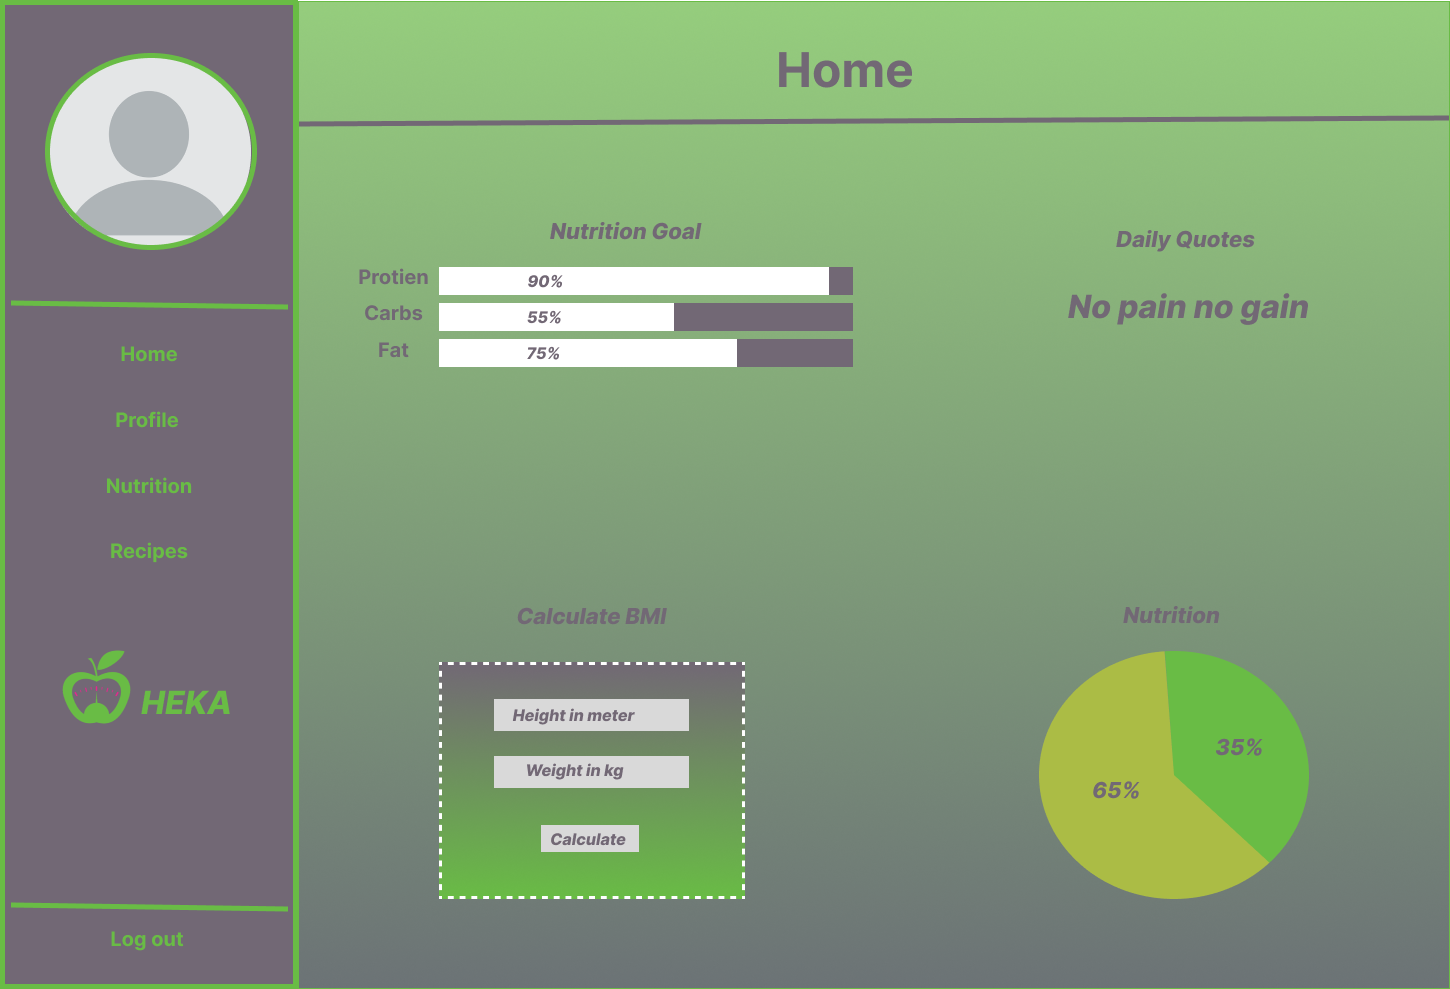 Home
Profile
Nutrition
Recipes
HEKA
Log out
Home
Nutrition Goal
Protien 90%
Carbs 55%
Fat 75%
Daily Quotes
No pain no gain
Calculate BMI
Height in meter
Weight in kg
Calculate
Nutrition
35%
65%